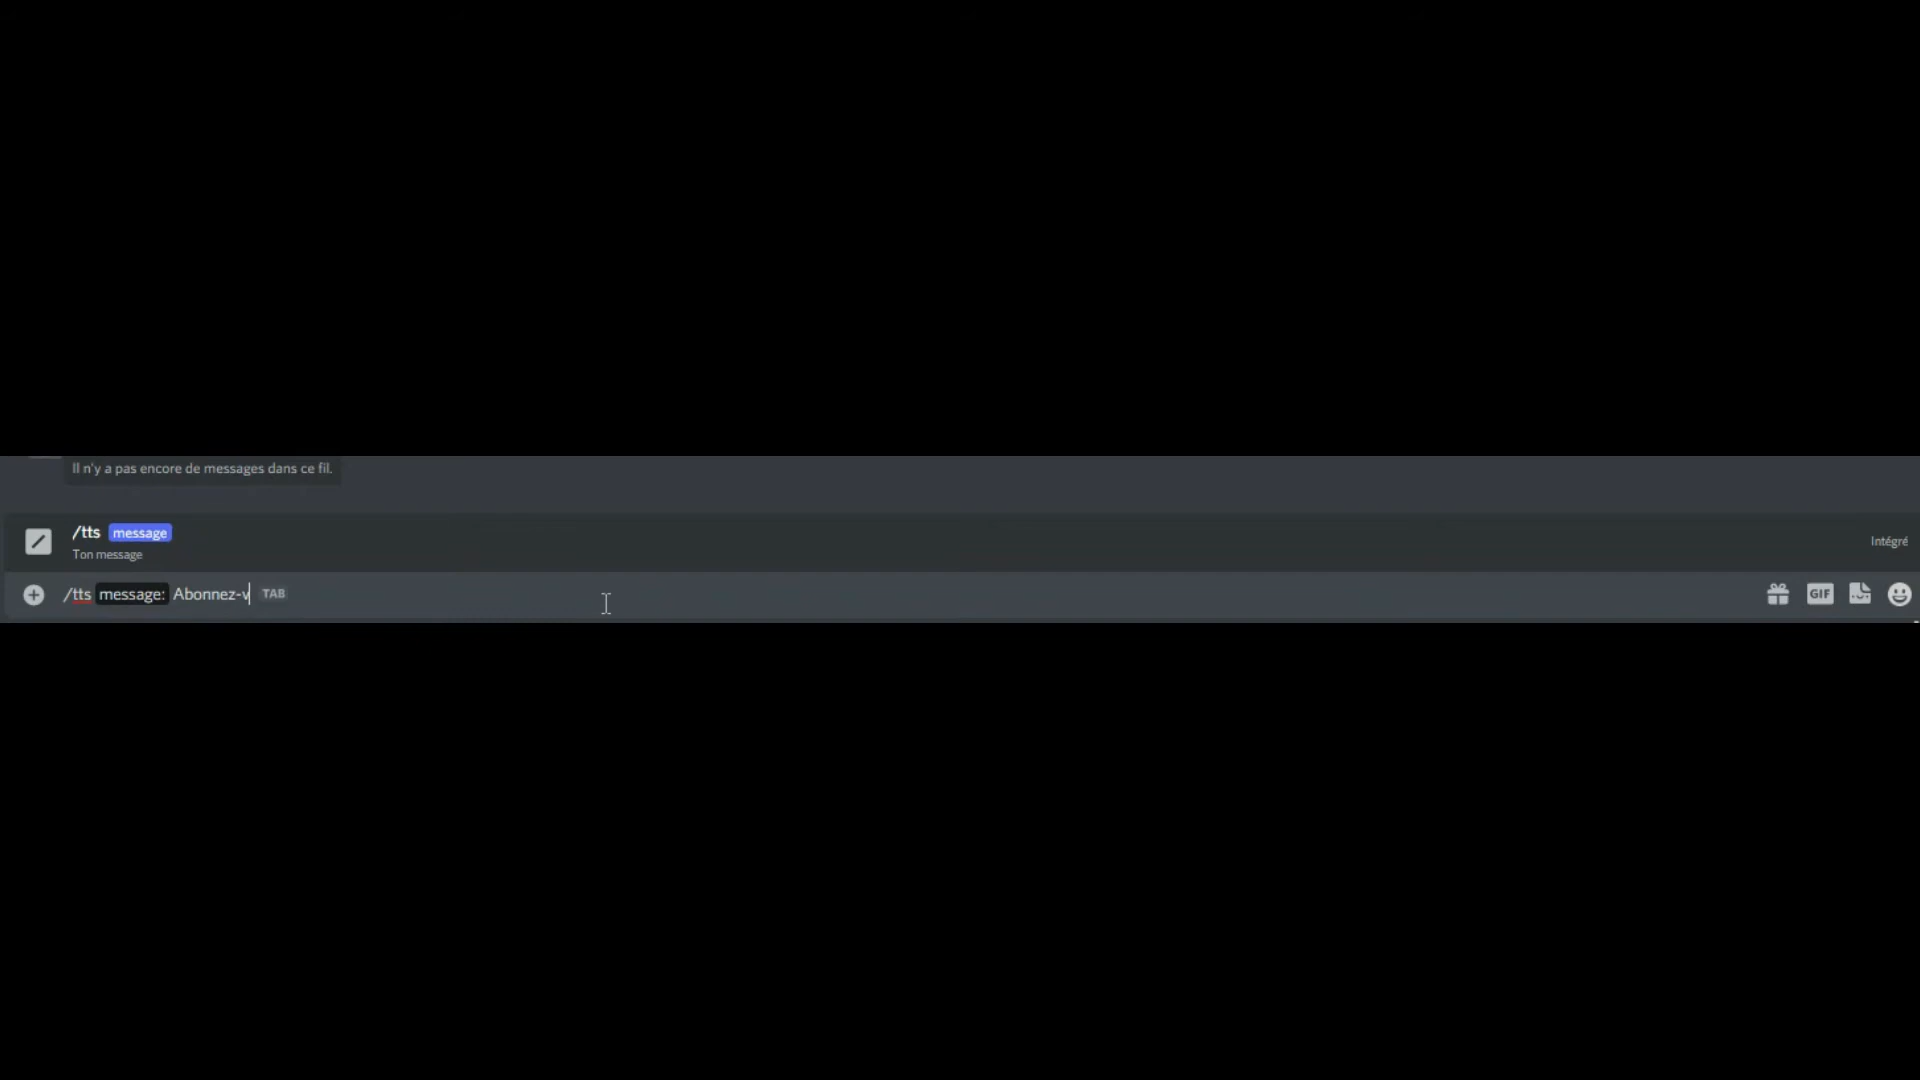 Il n'y a pas encore de messages dans ce fil.
/tts message
Ton message
Intégré
/tts message: Abonnez-v TAB
GIF